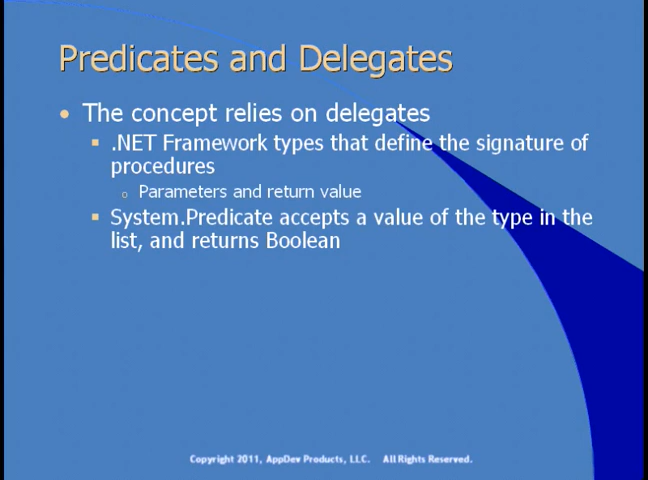 Predicates and Delegates
• The concept relies on delegates
▪ .NET Framework types that define the signature of
procedures
o Parameters and return value
▪ System.Predicate accepts a value of the type in the
list, and returns Boolean
Copyright 2011, AppDev Products, LLC. All Rights Reserved.